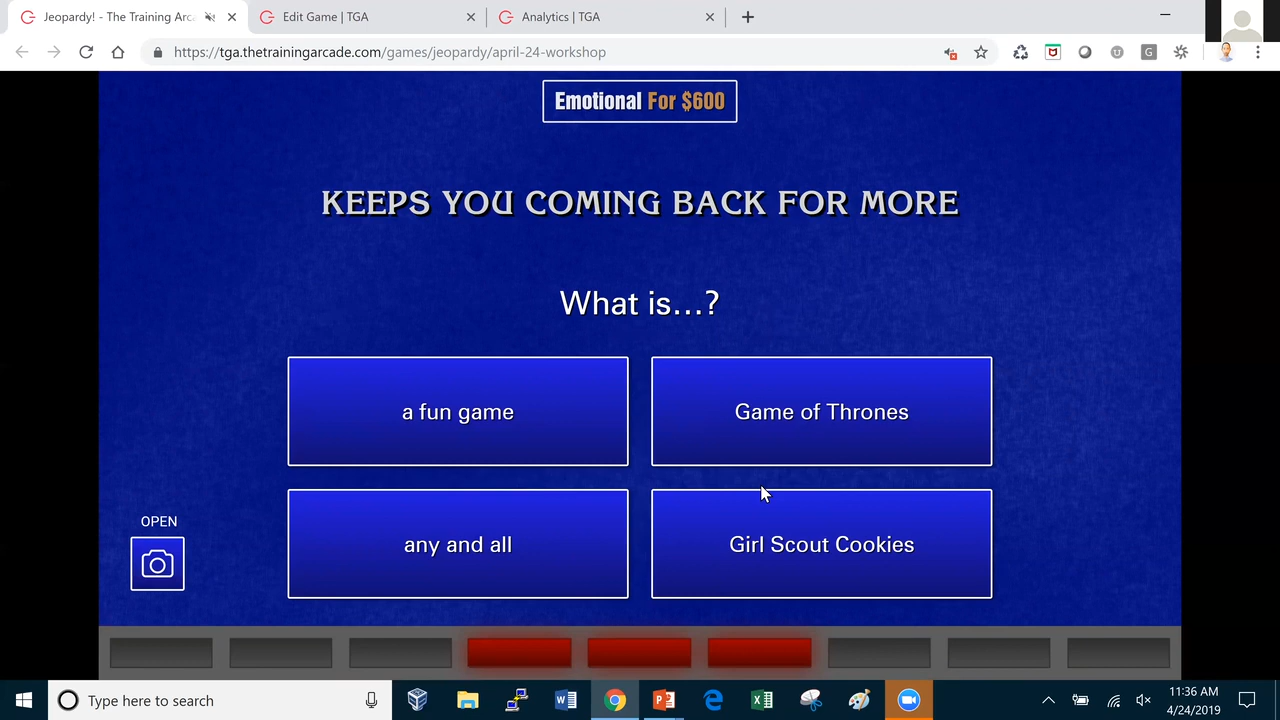 Jeopardy! - The Training Arc
Edit Game | TGA
Analytics | TGA
https://tga.thetrainingarcade.com/games/jeopardy/april-24-workshop
Emotional For $600
KEEPS YOU COMING BACK FOR MORE
What is...?
a fun game
Game of Thrones
OPEN
any and all
Girl Scout Cookies
Type here to search
11:36 AM
4/24/2019